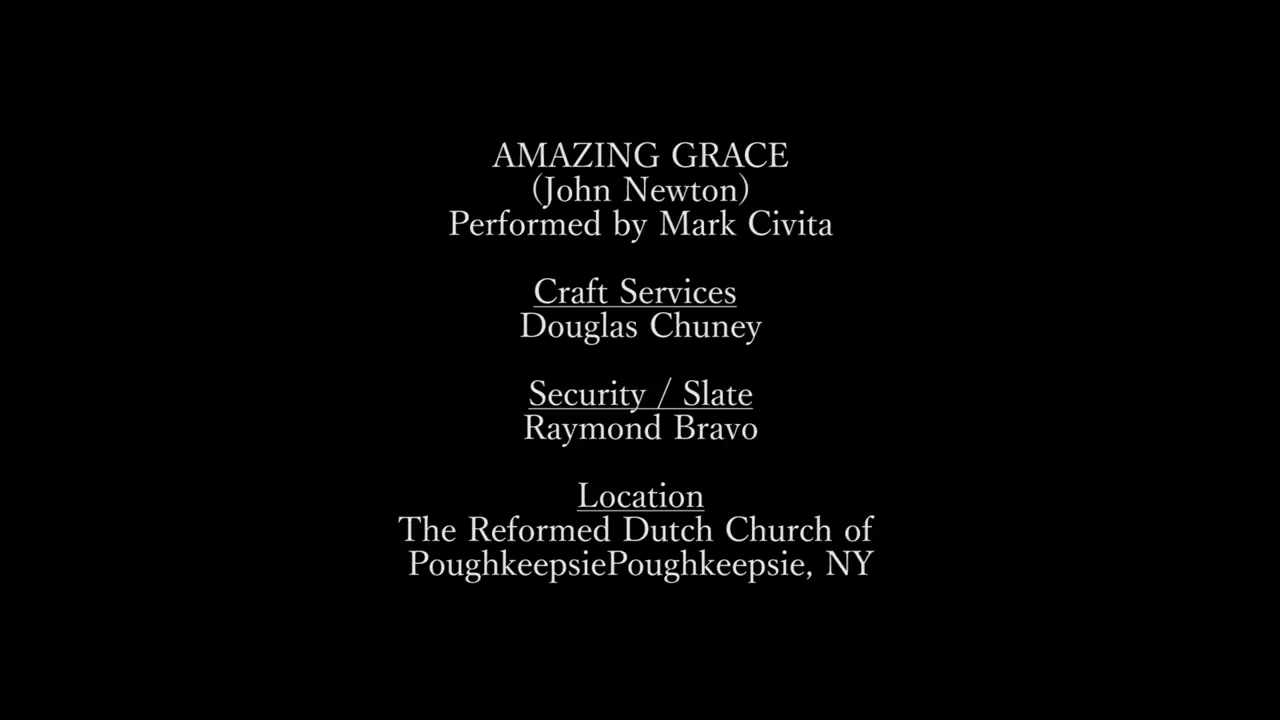 AMAZING GRACE
(John Newton)
Performed by Mark Civita
Craft Services
Douglas Chuney
Security / Slate
Raymond Bravo
Location
The Reformed Dutch Church of
PoughkeepsiePoughkeepsie, NY